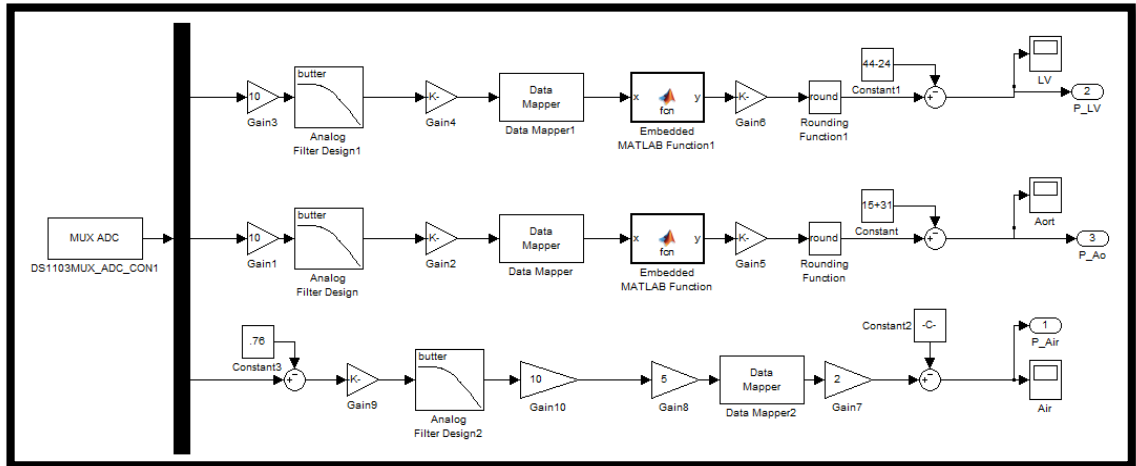 MUX ADC
DS1103MUX_ADC_CON1
10
Gain3
butter
Analog
Filter Design1
-K-
Gain4
Data
Mapper
Data Mapper1
x
fcn
y
Embedded
MATLAB Function1
-K-
Gain6
round
Rounding
Function1
44-24
Constant1
LV
2
P_LV
10
Gain1
butter
Analog
Filter Design
-K-
Gain2
Data
Mapper
Data Mapper
x
fcn
y
Embedded
MATLAB Function
-K-
Gain5
round
Rounding
Function
15+31
Constant
Aort
3
P_Ao
.76
Constant3
-K-
Gain9
butter
Analog
Filter Design2
10
Gain10
5
Gain8
Data
Mapper
Data Mapper2
2
Gain7
Constant2
-C-
1
P_Air
Air